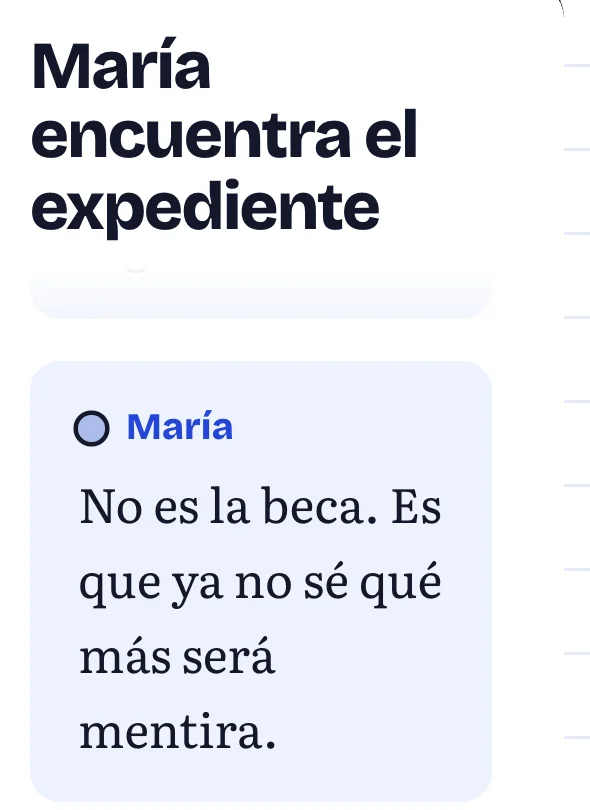 María
encuentra el
expediente
María
No es la beca. Es
que ya no sé qué
más será
mentira.